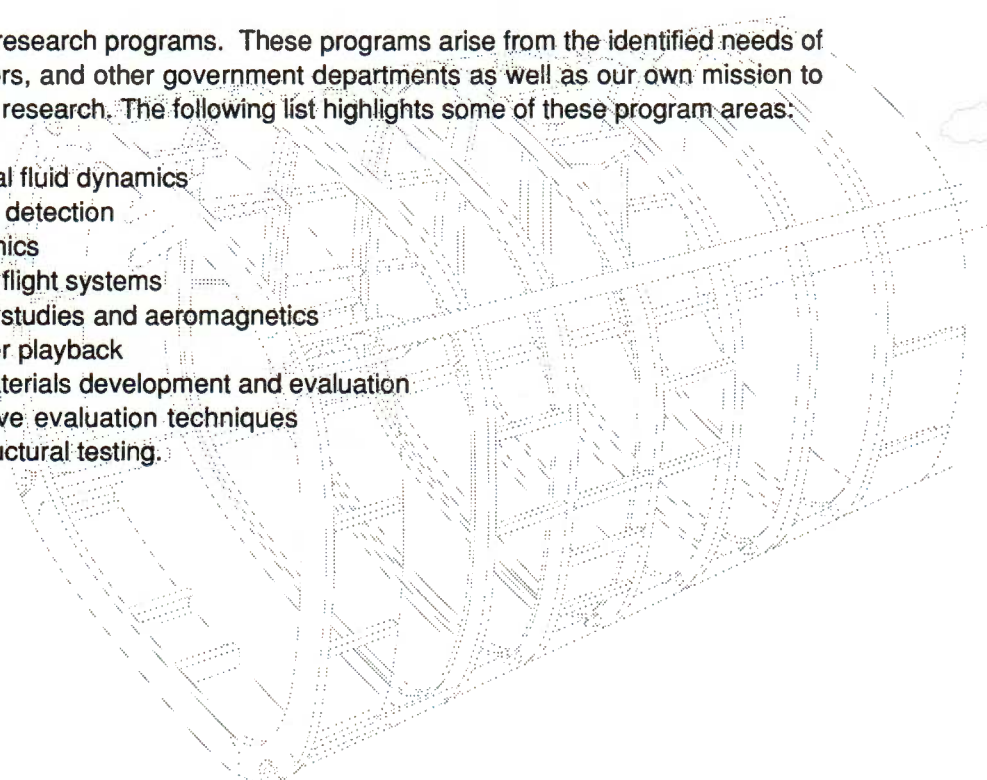 research programs. These programs arise from the identified needs of
rs, and other government departments as well as our own mission to
research. The following list highlights some of these program areas:
al fluid dynamics
detection
nics
flight systems
studies and aeromagnetics
r playback
terials development and evaluation
ve evaluation techniques
uctural testing.